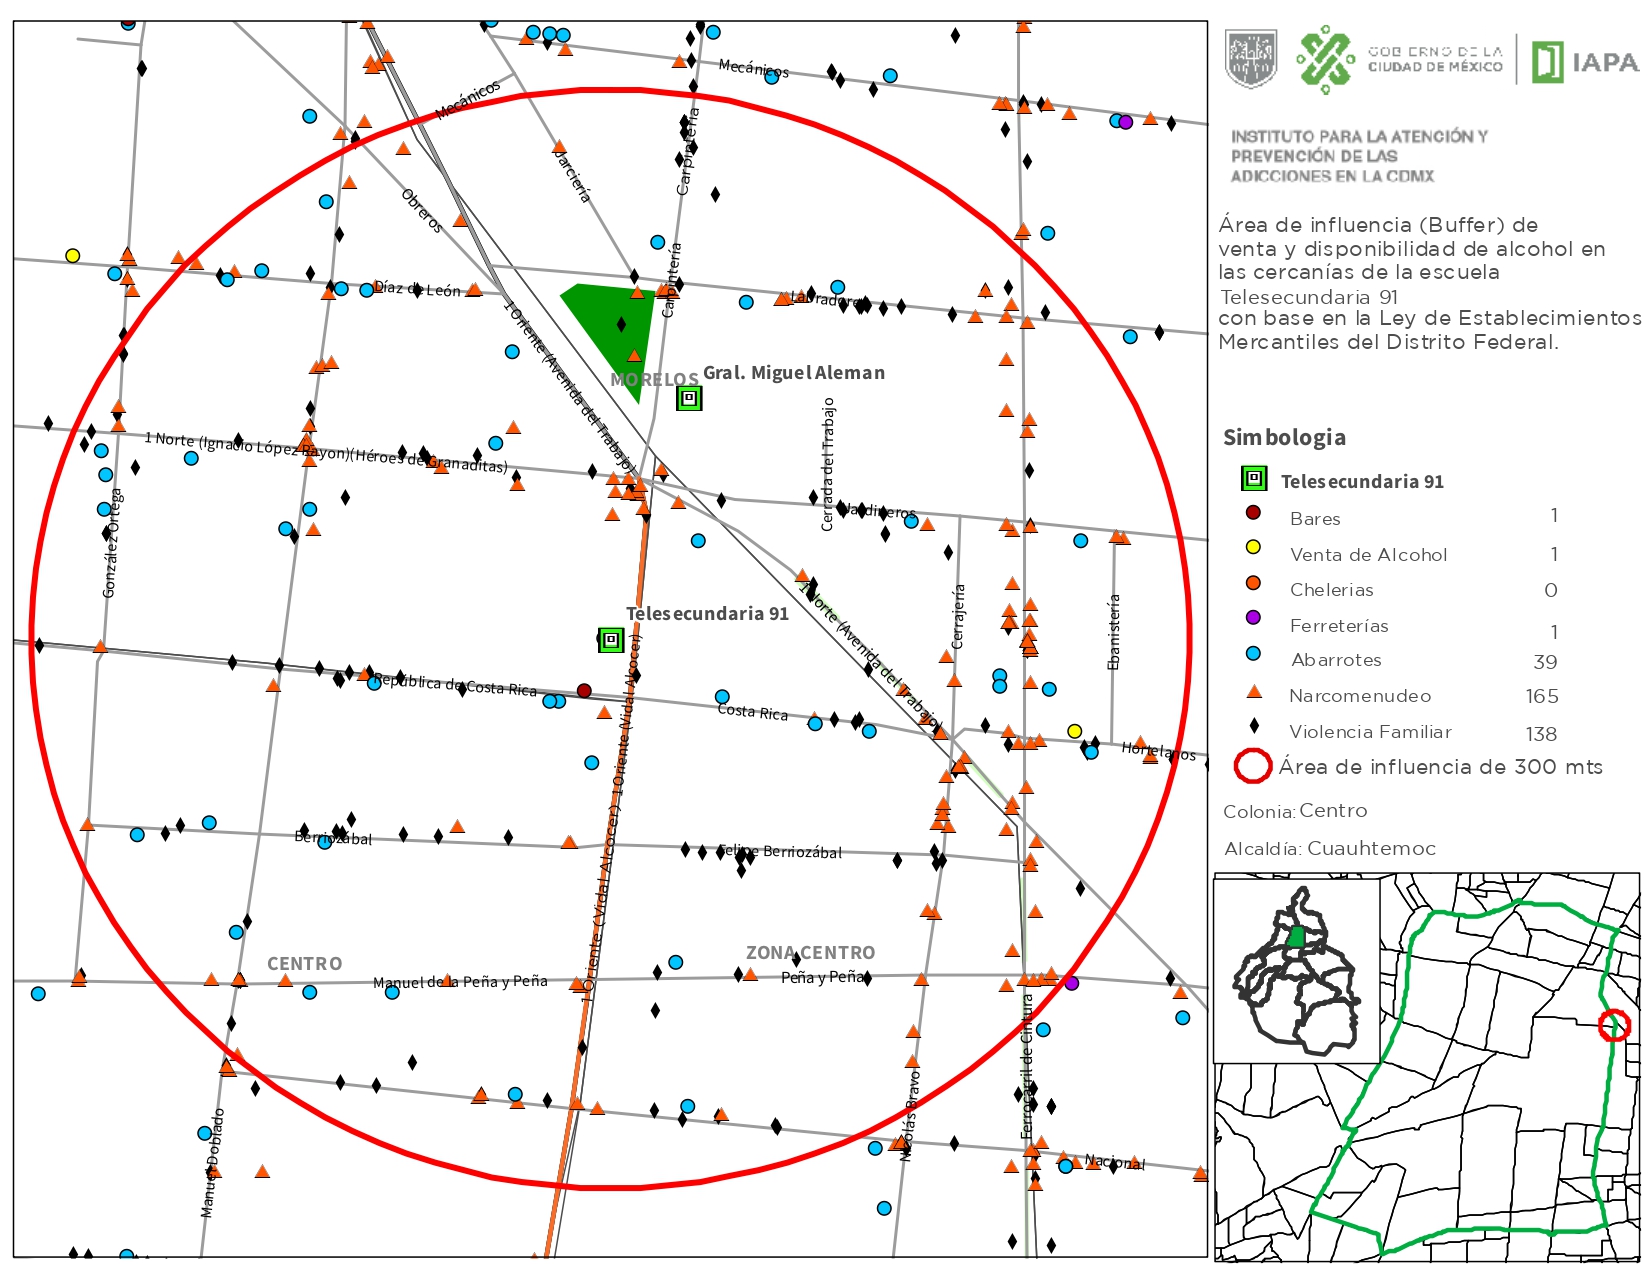 GOBIERNO DE LA
CIUDAD DE MÉXICO
IAPA
INSTITUTO PARA LA ATENCIÓN Y
PREVENCIÓN DE LAS
ADICCIONES EN LA CDMX
Área de influencia (Buffer) de
venta y disponibilidad de alcohol en
las cercanías de la escuela
Telesecundaria 91
con base en la Ley de Establecimientos
Mercantiles del Distrito Federal.
Simbologia
Telesecundaria 91
Bares 1
Venta de Alcohol 1
Chelerias 0
Ferreterías 1
Abarrotes 39
Narcomenudeo 165
Violencia Familiar 138
Área de influencia de 300 mts
Colonia: Centro
Alcaldía: Cuauhtemoc
Mecánicos
Mecánicos
Jarciería
Carpintería
Obreros
Carpintería
Díaz de León
Labradores
1 Oriente (Avenida del Trabajo)
MORELOS
Gral. Miguel Aleman
Cerrada del Trabajo
1 Norte (Ignacio López Rayon)(Héroes de Granaditas)
Jardineros
González Ortega
Telesecundaria 91
1 Norte (Avenida del Trabajo)
Cerrajería
Ebanistería
República de Costa Rica
Costa Rica
Hortelanos
1 Oriente (Vidal Alcocer)
1 Oriente (Vidal Alcocer)
Berriozábal
Felipe Berriozábal
CENTRO
ZONA CENTRO
Manuel de la Peña y Peña
Peña y Peña
Ferrocarril de Cintura
Nicolás Bravo
Manuel Doblado
Nacional